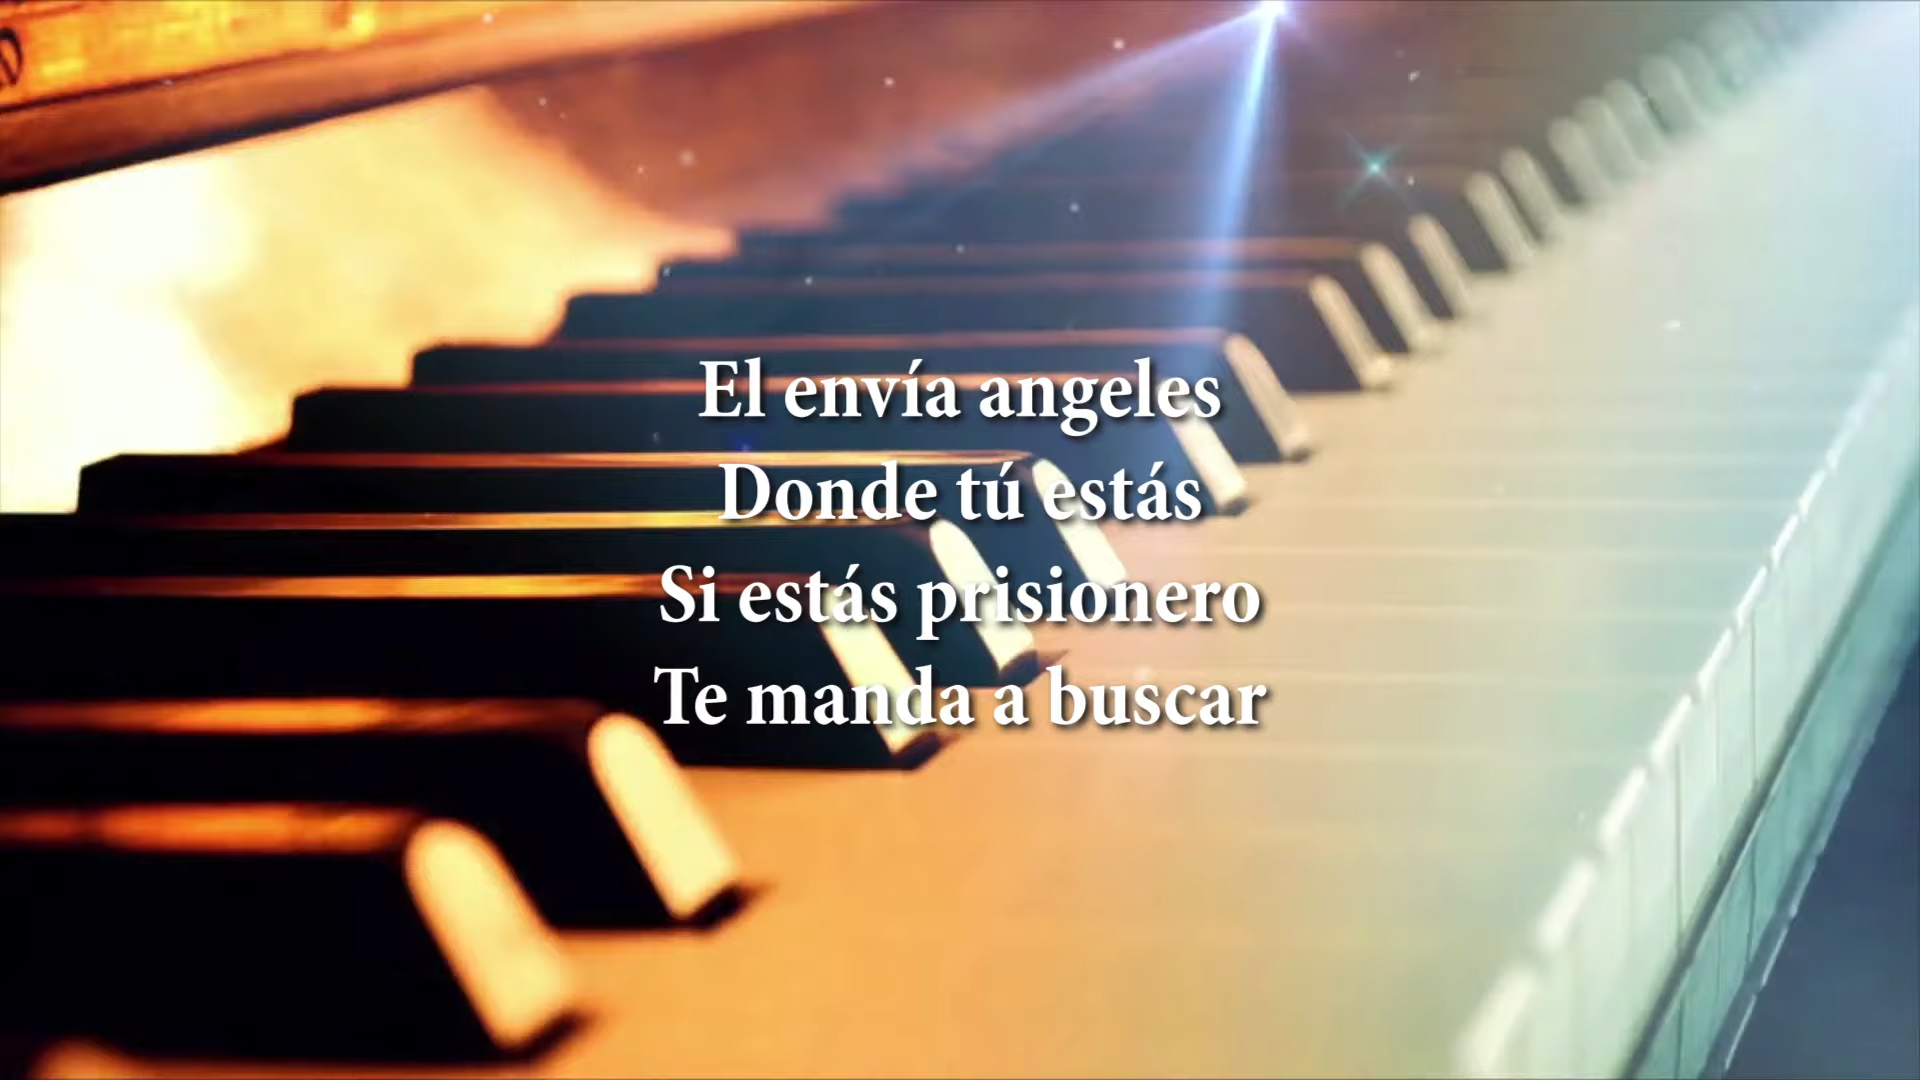 El envía angeles
Donde tú estás
Si estás prisionero
Te manda a buscar